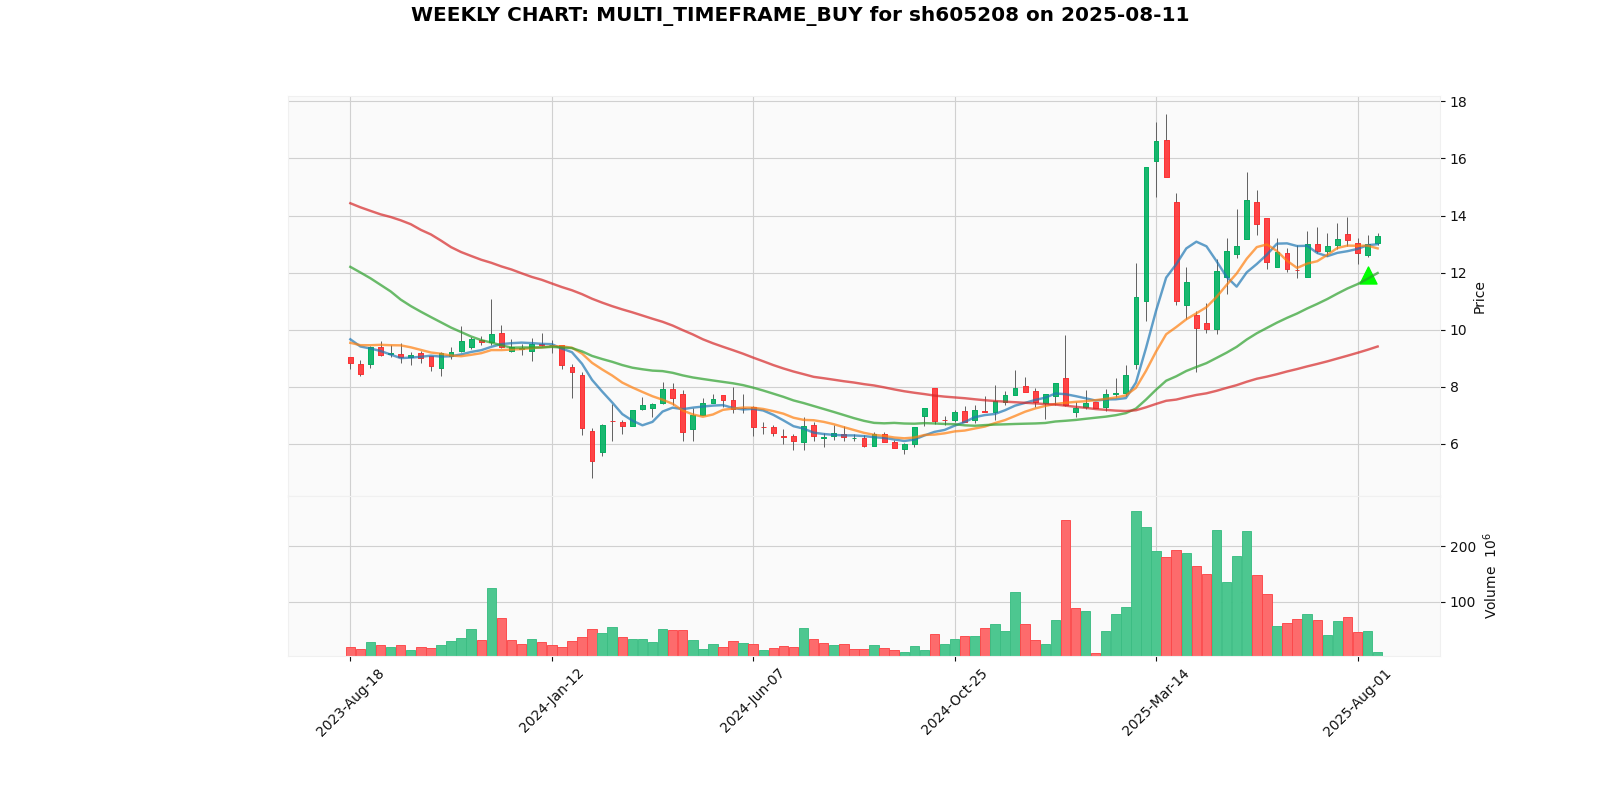 WEEKLY CHART: MULTI_TIMEFRAME_BUY for sh605208 on 2025-08-11
18
16
14
12
10
8
6
Price
200
100
Volume 10⁶
2023-Aug-18
2024-Jan-12
2024-Jun-07
2024-Oct-25
2025-Mar-14
2025-Aug-01